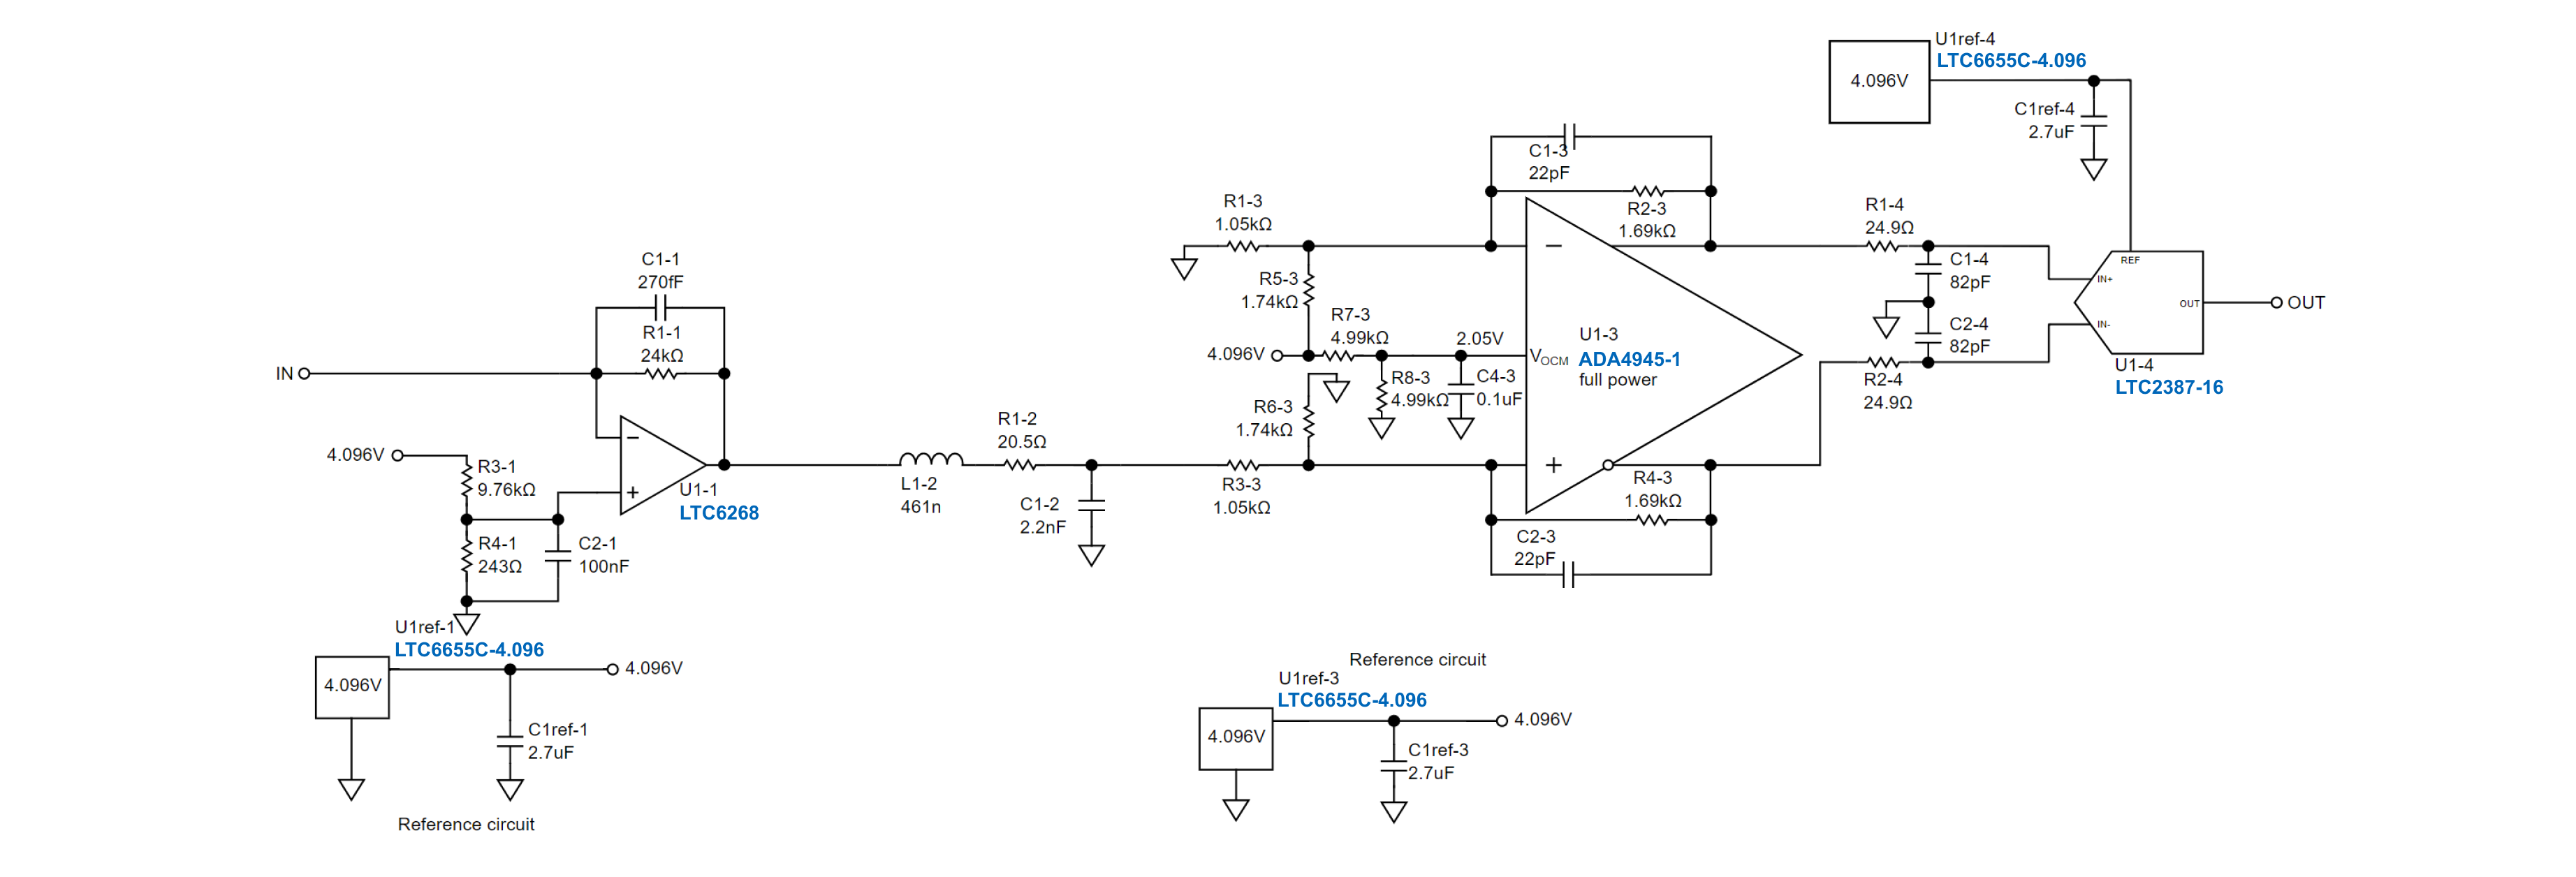 U1ref-4
LTC6655C-4.096
4.096V
C1ref-4
2.7uF
C1-3
22pF
R1-3
1.05kΩ
R2-3
1.69kΩ
R1-4
24.9Ω
REF
IN+
C1-4
82pF
C1-1
270fF
R5-3
1.74kΩ
OUT
OUT
R7-3
4.99kΩ
IN-
C2-4
82pF
R1-1
24kΩ
4.096V
2.05V
VOCM
U1-3
ADA4945-1
full power
U1-4
LTC2387-16
IN
R8-3
4.99kΩ
C4-3
0.1uF
R2-4
24.9Ω
R6-3
1.74kΩ
R1-2
20.5Ω
4.096V
R3-1
9.76kΩ
−
+
U1-1
LTC6268
L1-2
461n
C1-2
2.2nF
R3-3
1.05kΩ
−
+
R4-3
1.69kΩ
R4-1
243Ω
C2-1
100nF
C2-3
22pF
U1ref-1
LTC6655C-4.096
4.096V
4.096V
C1ref-1
2.7uF
Reference circuit
Reference circuit
U1ref-3
LTC6655C-4.096
4.096V
4.096V
C1ref-3
2.7uF